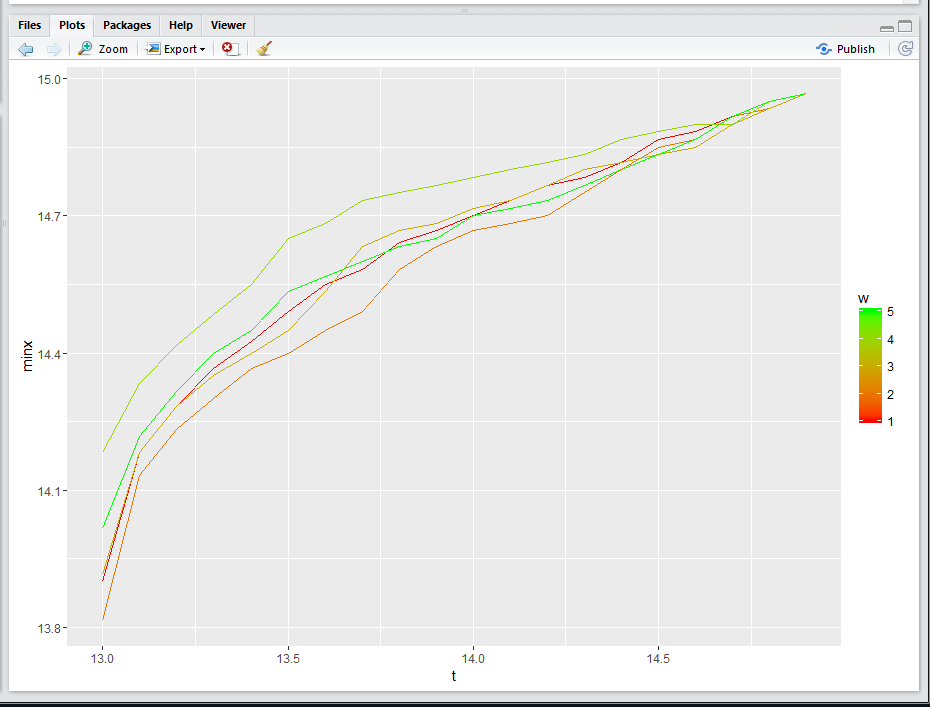 Files Plots Packages Help Viewer
Zoom Export Publish
15.0
14.7
14.4
14.1
13.8
minx
13.0 13.5 14.0 14.5
t
w
5
4
3
2
1